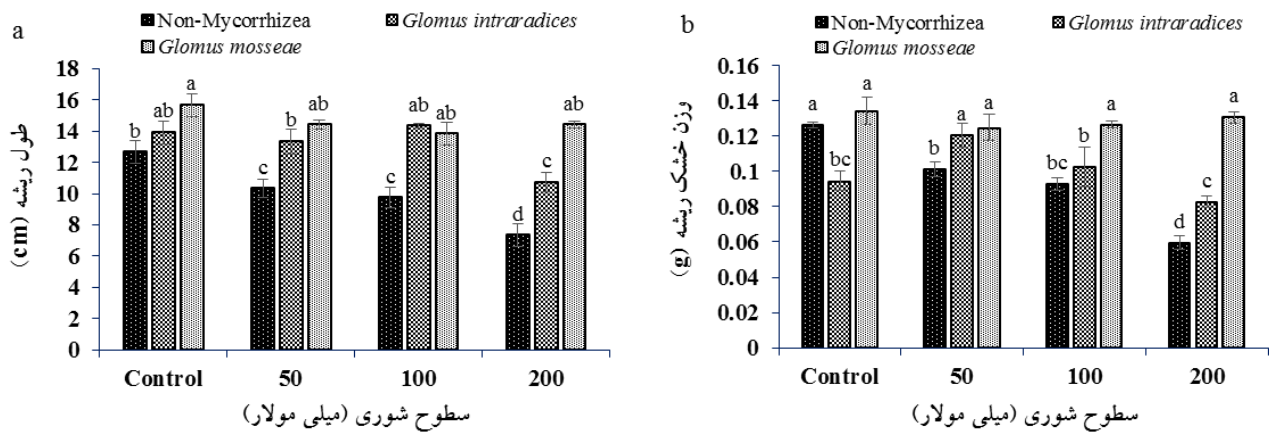 a
Non-Mycorrhizea Glomus intraradices
Glomus mosseae
18
16
14
12
10
8
6
4
2
0
طول ریشه (cm)
b ab a
c b ab
c ab ab
d c ab
Control 50 100 200
سطوح شوری (میلی مولار)
b
Non-Mycorrhizea Glomus intraradices
Glomus mosseae
0.16
0.14
0.12
0.1
0.08
0.06
0.04
0.02
0
وزن خشک ریشه (g)
a bc a
b a a
bc b a
d c a
Control 50 100 200
سطوح شوری (میلی مولار)